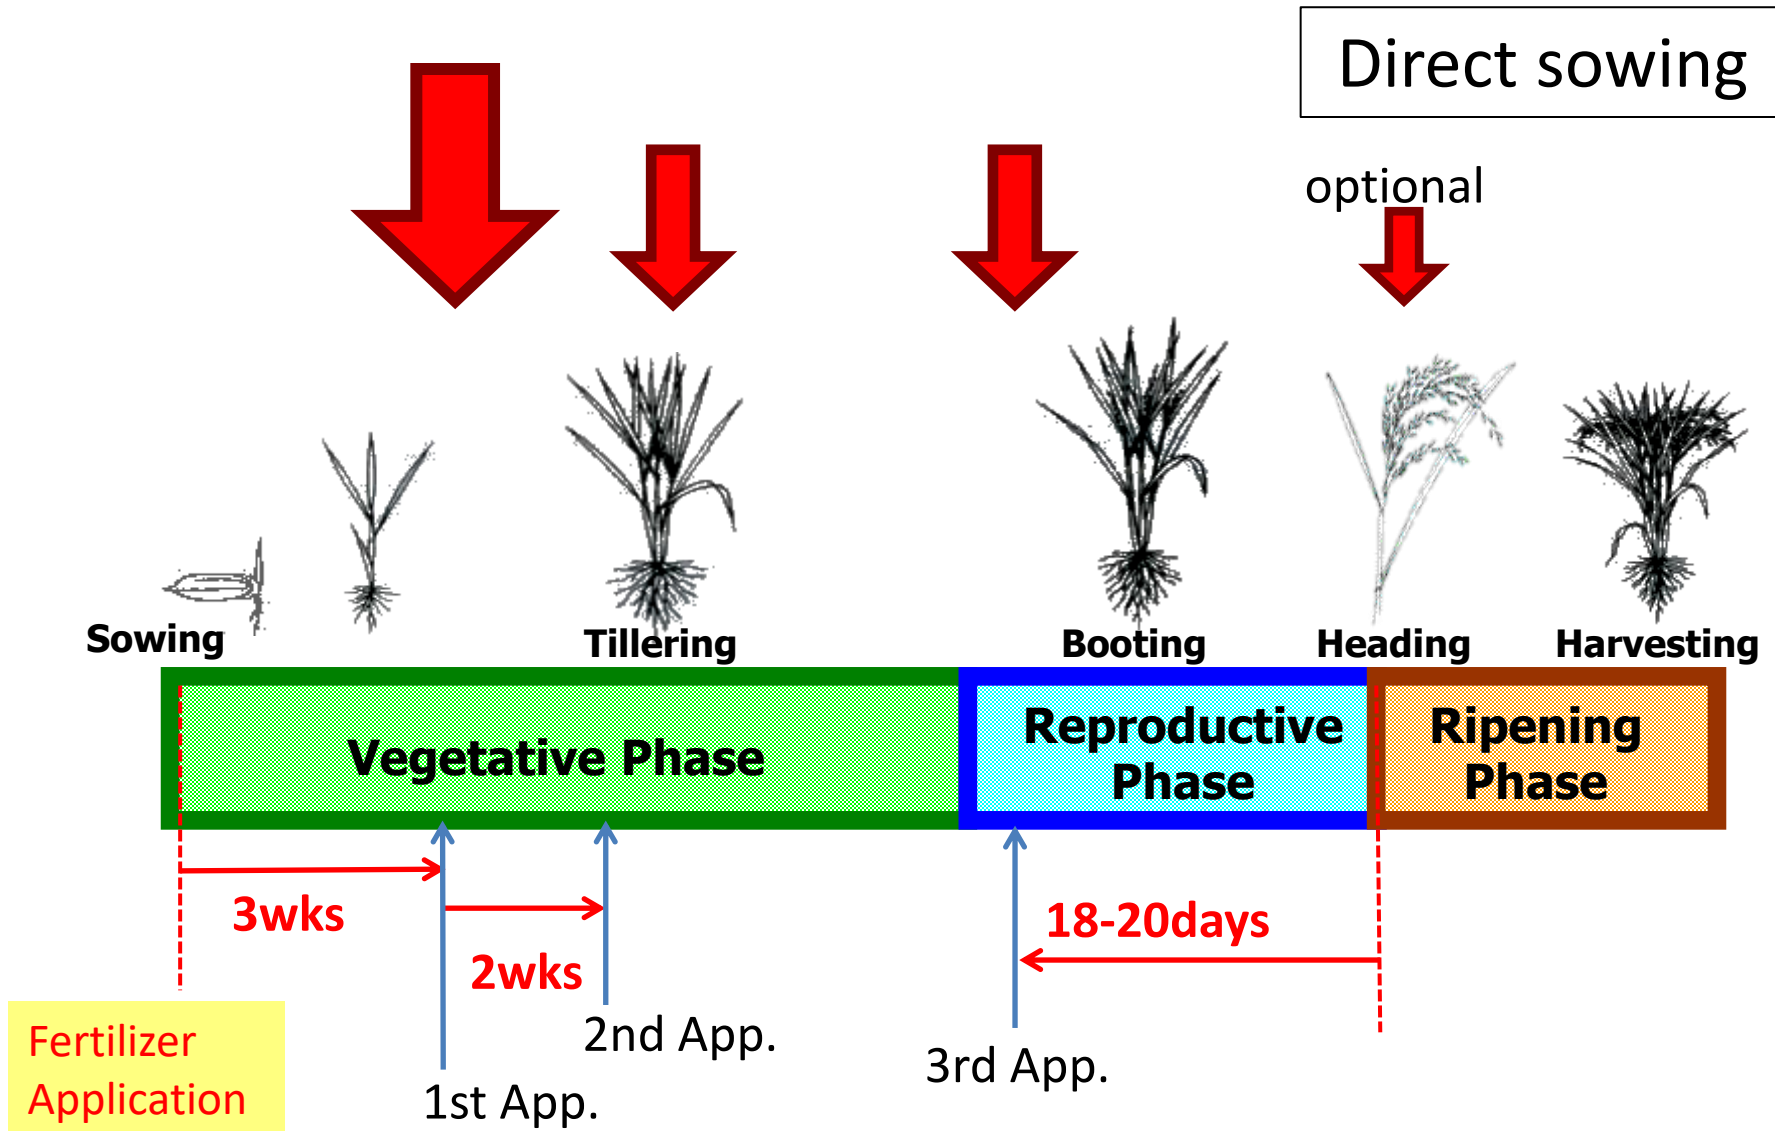 Direct sowing
optional
Sowing
Tillering
Booting
Heading
Harvesting
Vegetative Phase
Reproductive
Phase
Ripening
Phase
3wks
2wks
18-20days
Fertilizer
Application
1st App.
2nd App.
3rd App.